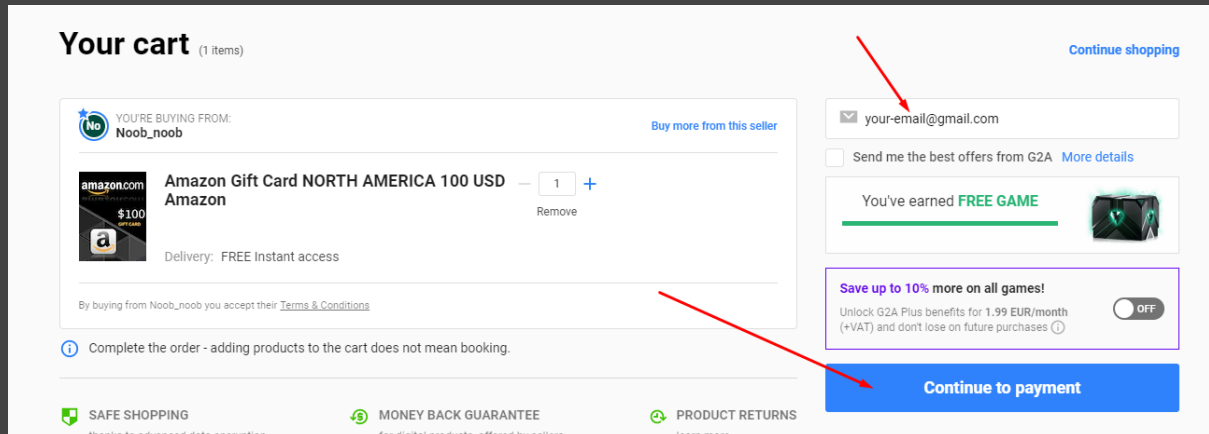 Your cart (1 items)
Continue shopping
No
YOU'RE BUYING FROM:
Noob_noob
Buy more from this seller
amazon.com
$100
GIFT CARD
a
Amazon Gift Card NORTH AMERICA 100 USD
Amazon
1
Remove
Delivery: FREE Instant access
By buying from Noob_noob you accept their Terms & Conditions
Complete the order - adding products to the cart does not mean booking.
your-email@gmail.com
Send me the best offers from G2A More details
You've earned FREE GAME
Save up to 10% more on all games!
Unlock G2A Plus benefits for 1.99 EUR/month
(+VAT) and don't lose on future purchases
OFF
Continue to payment
SAFE SHOPPING
MONEY BACK GUARANTEE
PRODUCT RETURNS